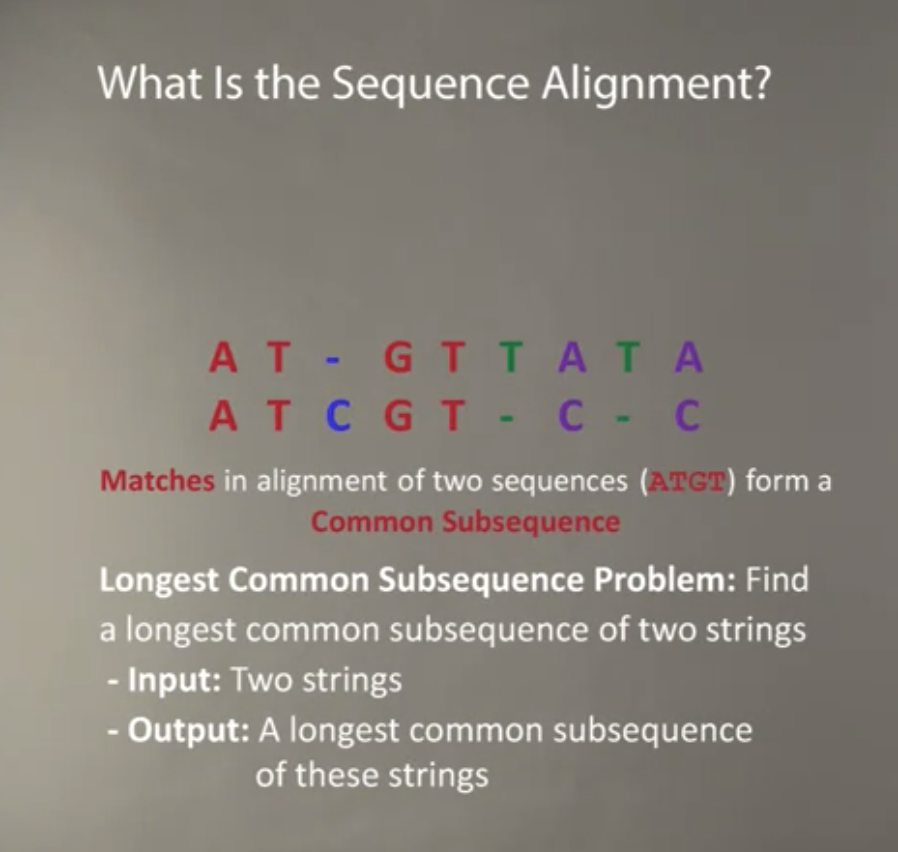 What Is the Sequence Alignment?
A T - G T T A T A
A T C G T - C - C
Matches in alignment of two sequences (ATGT) form a
Common Subsequence
Longest Common Subsequence Problem: Find
a longest common subsequence of two strings
- Input: Two strings
- Output: A longest common subsequence
of these strings